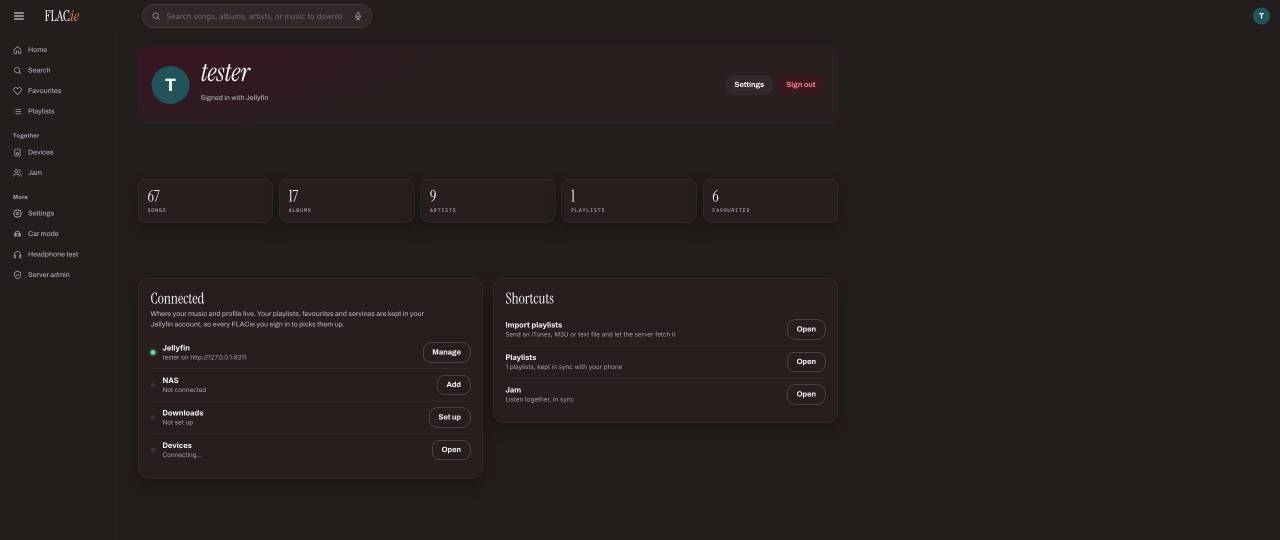 FLACie
Search songs, albums, artists, or music to downlo
T
Home
Search
Favourites
Playlists
Together
Devices
Jam
More
Settings
Car mode
Headphone test
Server admin
T
tester
Signed in with Jellyfin
Settings
Sign out
67
SONGS
17
ALBUMS
9
ARTISTS
1
PLAYLISTS
6
FAVOURITES
Connected
Where your music and profile live. Your playlists, favourites and services are kept in your
Jellyfin account, so every FLACie you sign in to picks them up.
Jellyfin
tester on http://127.0.0.1:8311
Manage
NAS
Not connected
Add
Downloads
Not set up
Set up
Devices
Connecting...
Open
Shortcuts
Import playlists
Send an iTunes, M3U or text file and let the server fetch it
Open
Playlists
1 playlists, kept in sync with your phone
Open
Jam
Listen together, in sync
Open